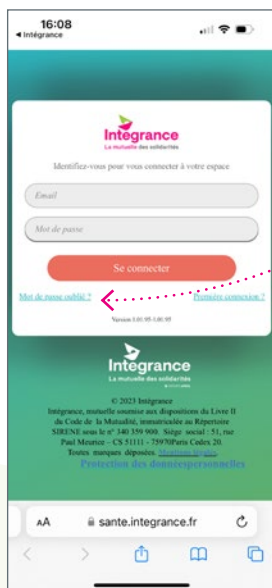 16:08
◀ Intégrance
Intégrance
La mutuelle des solidarités
Identifiez-vous pour vous connecter à votre espace
Email
Mot de passe
Se connecter
Mot de passe oublié ?
Première connexion ?
Version 1.01.95-1.01.95
Intégrance
La mutuelle des solidarités
© 2023 Intégrance
Intégrance, mutuelle soumise aux dispositions du Livre II
du Code de la Mutualité, immatriculée au Répertoire
SIRENE sous le n° 340 359 900. Siège social : 51, rue
Paul Meurice - CS 51111 - 75970Paris Cedex 20.
Toutes marques déposées. Mentions légales.
Protection des donnéespersonnelles
AA
sante.integrance.fr